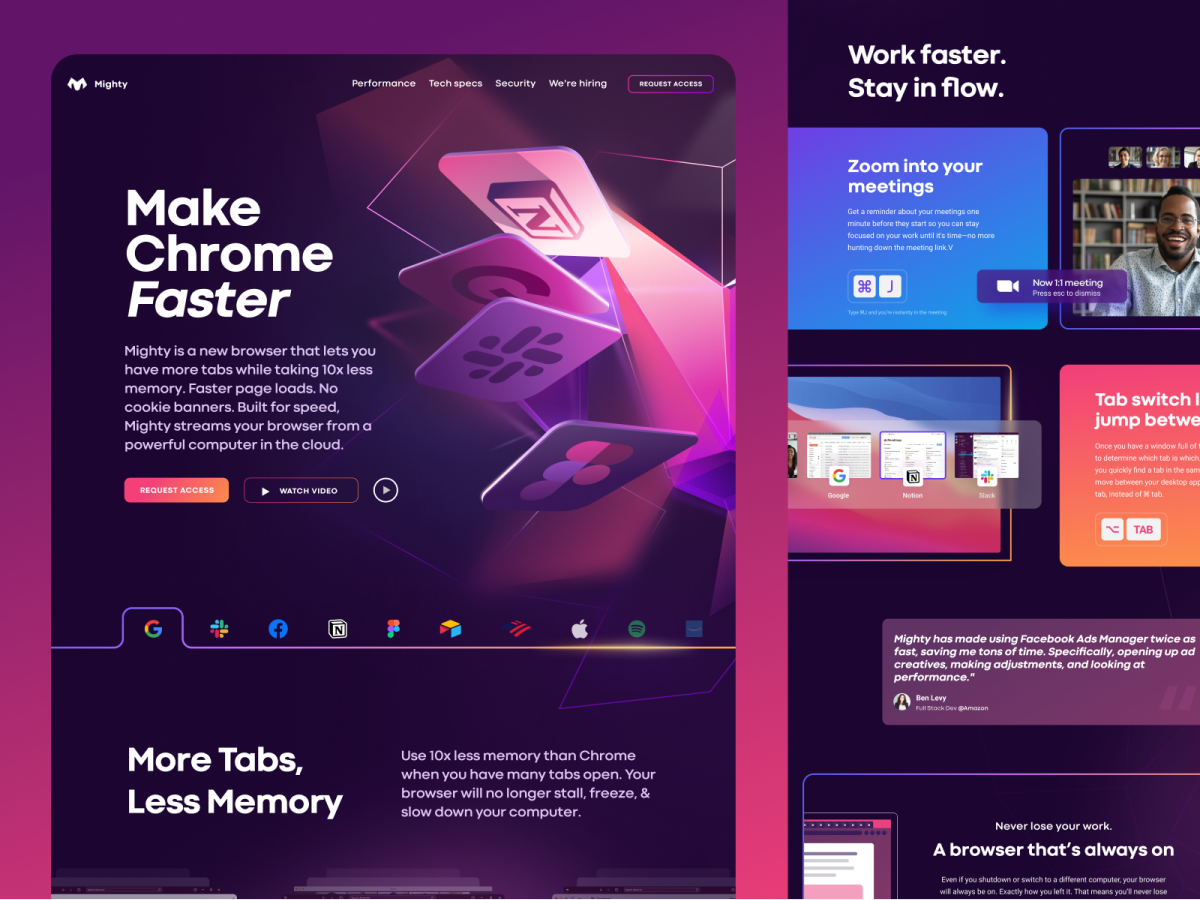 Mighty
Performance
Tech specs
Security
We're hiring
REQUEST ACCESS
Make
Chrome
Faster
Mighty is a new browser that lets you
have more tabs while taking 10x less
memory. Faster page loads. No
cookie banners. Built for speed,
Mighty streams your browser from a
powerful computer in the cloud.
REQUEST ACCESS
WATCH VIDEO
More Tabs,
Less Memory
Use 10x less memory than Chrome
when you have many tabs open. Your
browser will no longer stall, freeze, &
slow down your computer.
Work faster.
Stay in flow.
Zoom into your
meetings
Get a reminder about your meetings one
minute before they start so you can stay
focused on your work until it's time—no more
hunting down the meeting link.V
⌘ J
Type ⌘J and you're instantly in the meeting
Now 1:1 meeting
Press esc to dismiss
Google
Notion
Slack
Tab switch l
jump betwe
Once you have a window full of t
to determine which tab is which.
you quickly find a tab in the sam
move between your desktop app
tab, instead of ⌘ tab.
⌥ TAB
Mighty has made using Facebook Ads Manager twice as
fast, saving me tons of time. Specifically, opening up ad
creatives, making adjustments, and looking at
performance."
Ben Levy
Full Stack Dev @Amazon
Never lose your work.
A browser that's always on
Even if you shutdown or switch to a different computer, your browser
will always be on. Exactly how you left it. That means you'll never lose